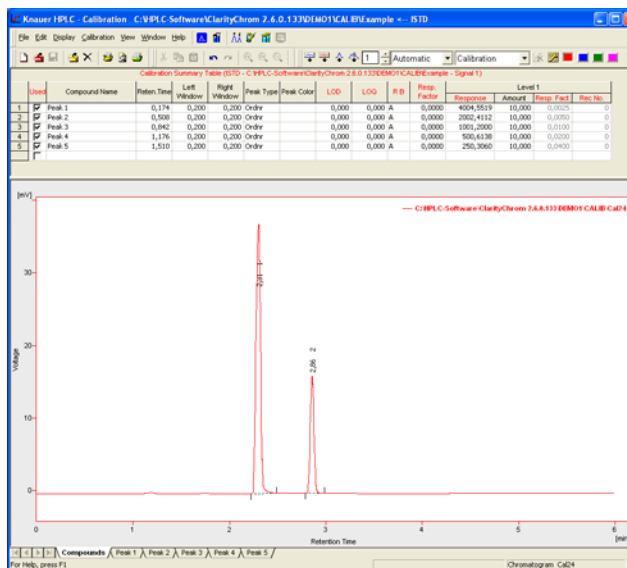 Knauer HPLC - Calibration C:\HPLC-Software\ClarityChrom 2.6.0.133\DEMO1\CALIB\Example <-- ISTD
File Edit Display Calibration View Window Help
1 Automatic Calibration
Calibration Summary Table (ISTD - C:\HPLC-Software\ClarityChrom 2.6.0.133\DEMO1\CALIB\Example - Signal 1)
Used Compound Name Reten. Time Left Window Right Window Peak Type Peak Color LOD LOQ R B Resp. Factor Level 1
Response Amount Resp. Fact. Rec No.
1 Peak 1 0,174 0,200 0,200 Ordnr 0,000 0,000 A 0,0000 4004,5519 10,000 0,0025 0
2 Peak 2 0,508 0,200 0,200 Ordnr 0,000 0,000 A 0,0000 2002,4112 10,000 0,0050 0
3 Peak 3 0,842 0,200 0,200 Ordnr 0,000 0,000 A 0,0000 1001,2000 10,000 0,0100 0
4 Peak 4 1,176 0,200 0,200 Ordnr 0,000 0,000 A 0,0000 500,6138 10,000 0,0200 0
5 Peak 5 1,510 0,200 0,200 Ordnr 0,000 0,000 A 0,0000 250,3060 10,000 0,0400 0
[mV]
C:\HPLC-Software\ClarityChrom 2.6.0.133\DEMO1\CALIB\Cal24
30
20
10
0
Voltage
2,31 1
2,86 2
0 1 2 3 4 5 6
Retention Time
[min
Compounds Peak 1 Peak 2 Peak 3 Peak 4 Peak 5
For Help, press F1
Chromatogram Cal24